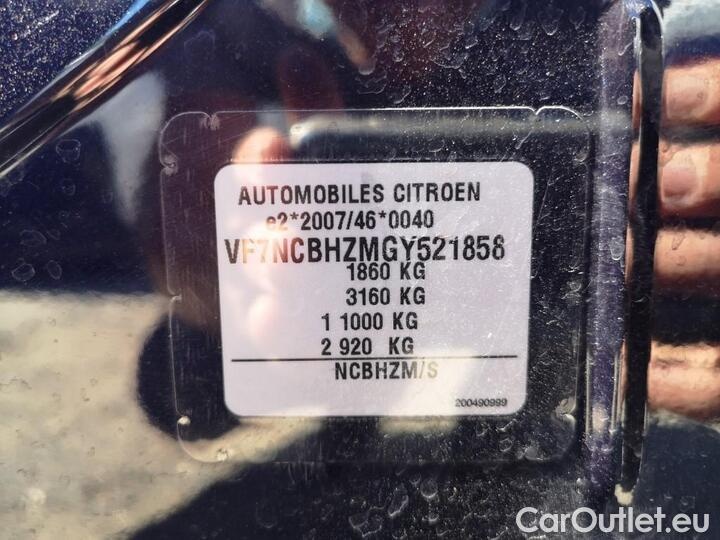 AUTOMOBILES CITROEN
e2*2007/46*0040
VF7NCBHZMGY521858
1860 KG
3160 KG
1 1000 KG
2 920 KG
NCBHZM/S
200490999
CarOutlet.eu